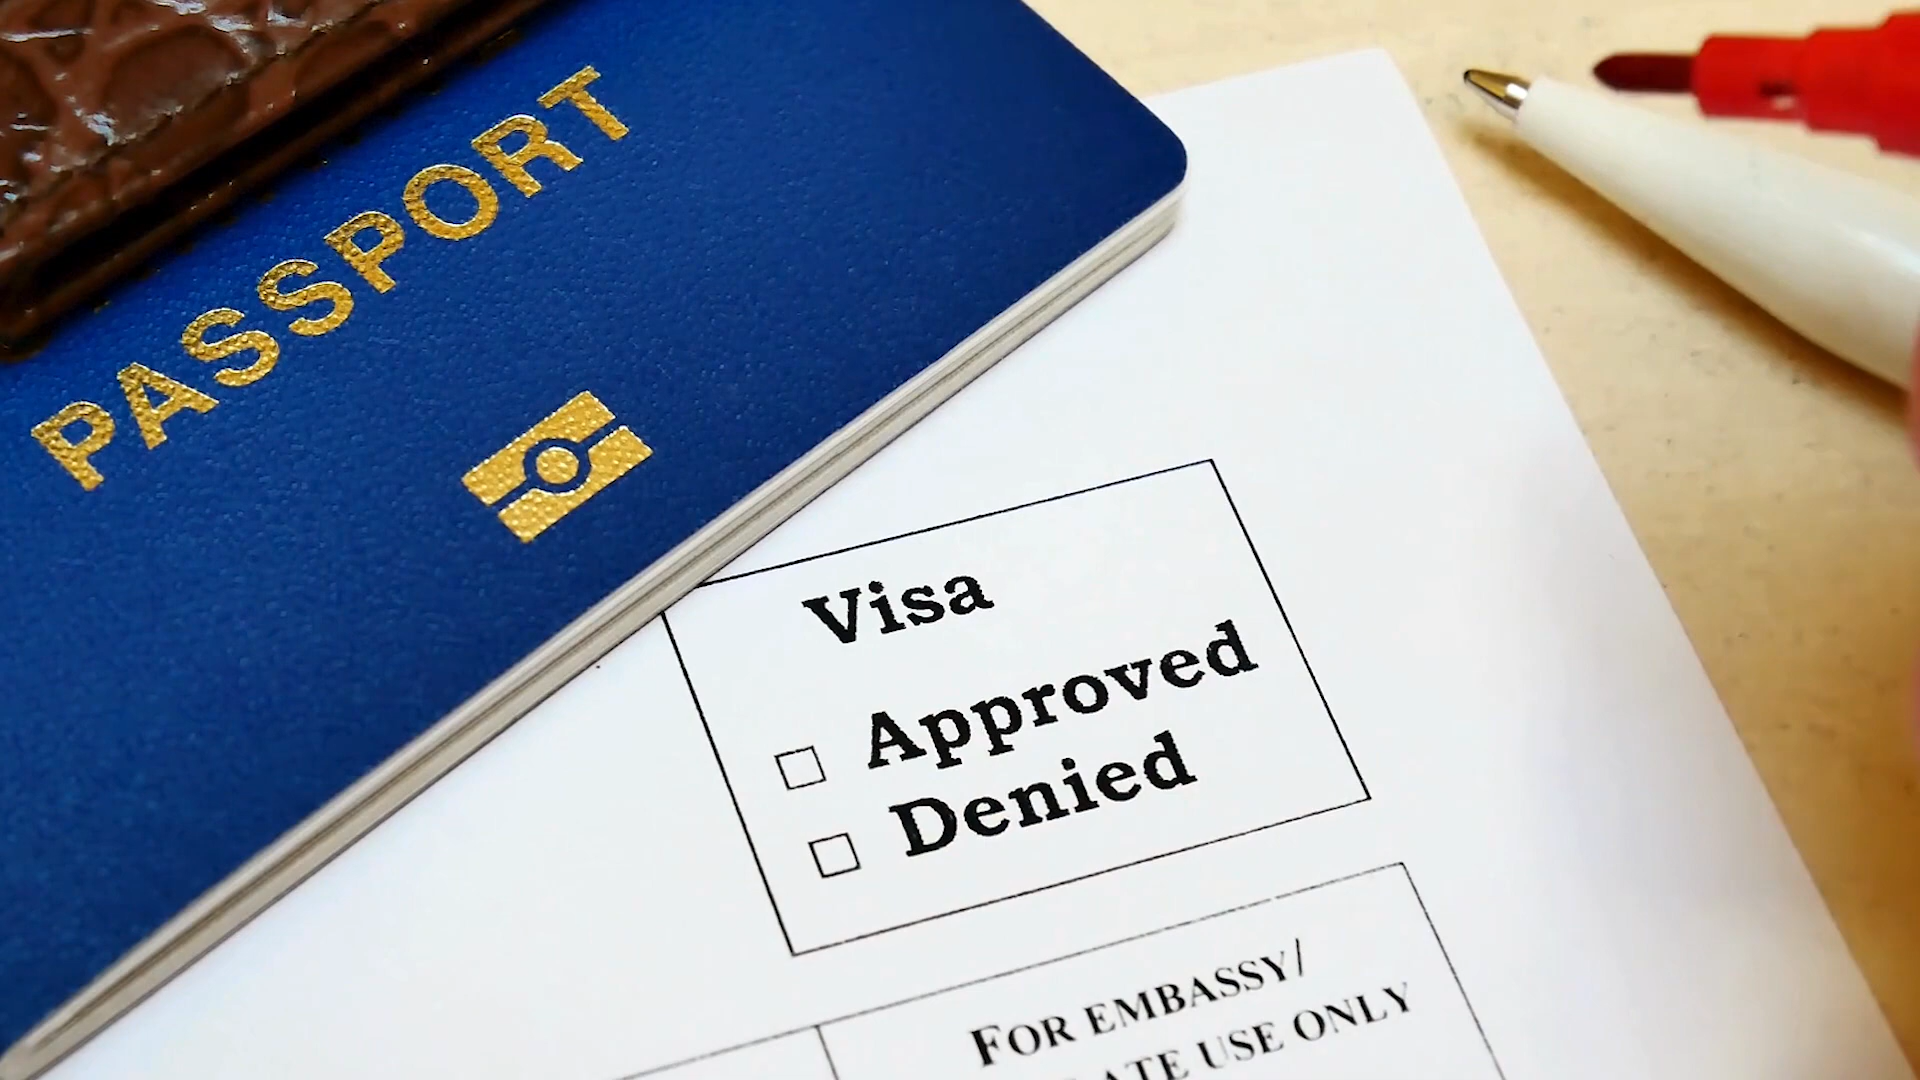 PASSPORT
Visa
Approved
Denied
FOR EMBASSY/
USE ONLY